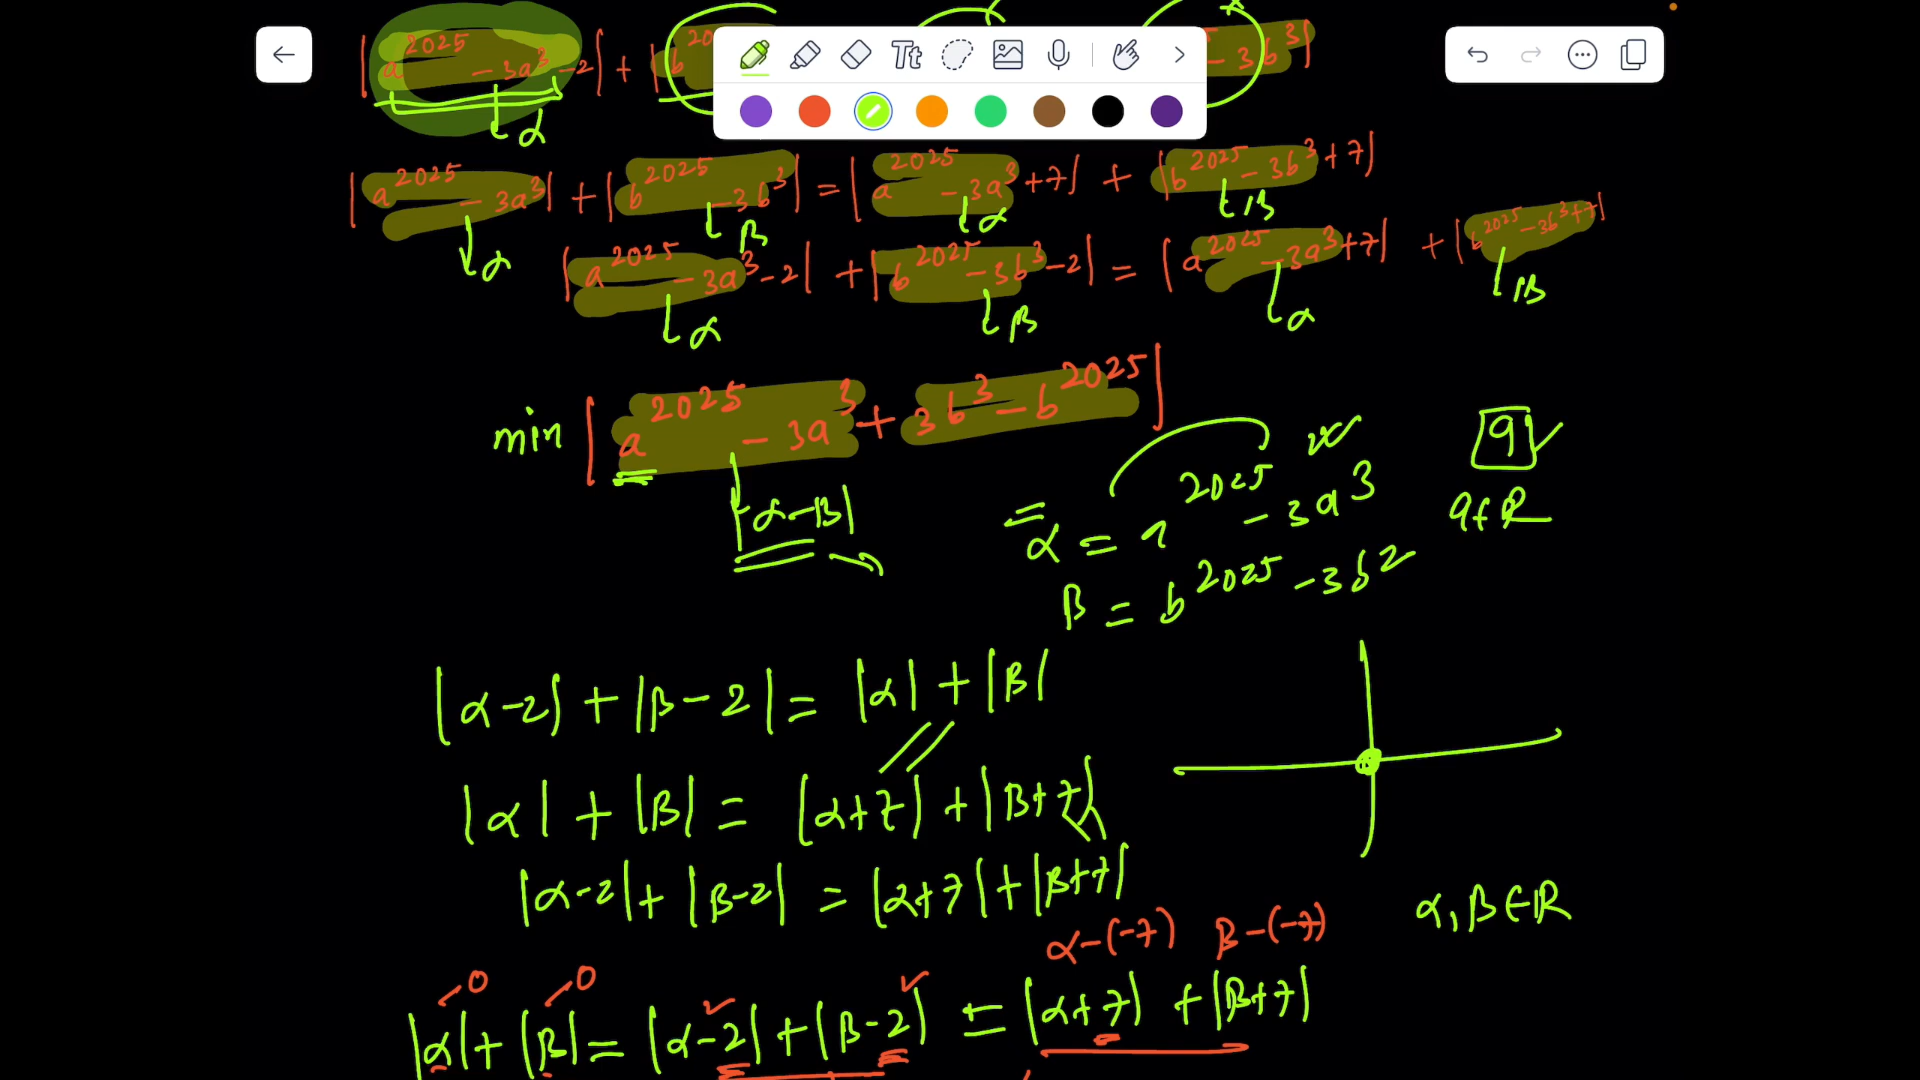 |a^2025 - 3a^3 - 2| + |b^20 - 3b^3|
α
Tt
|a^2025 - 3a^3| + |b^2025 - 3b^3| = |a^2025 - 3a^3 + 7| + |b^2025 - 3b^3 + 7|
α β α β
|a^2025 - 3a^3 - 2| + |b^2025 - 3b^3 - 2| = |a^2025 - 3a^3 + 7| + |b^2025 - 3b^3 + 7|
α β α β
min |a^2025 - 3a^3 + 3b^3 - b^2025|
|α-β|
α = a^2025 - 3a^3
9
a∈R
β = b^2025 - 3b^2
|α-2| + |β-2| = |α| + |β|
|α| + |β| = |α+7| + |β+7|
|α-2| + |β-2| = |α+7| + |β+7|
α, β ∈ R
α-(-7) β-(-7)
0 0
|α| + |β| = |α-2| + |β-2| = |α+7| + |β+7|